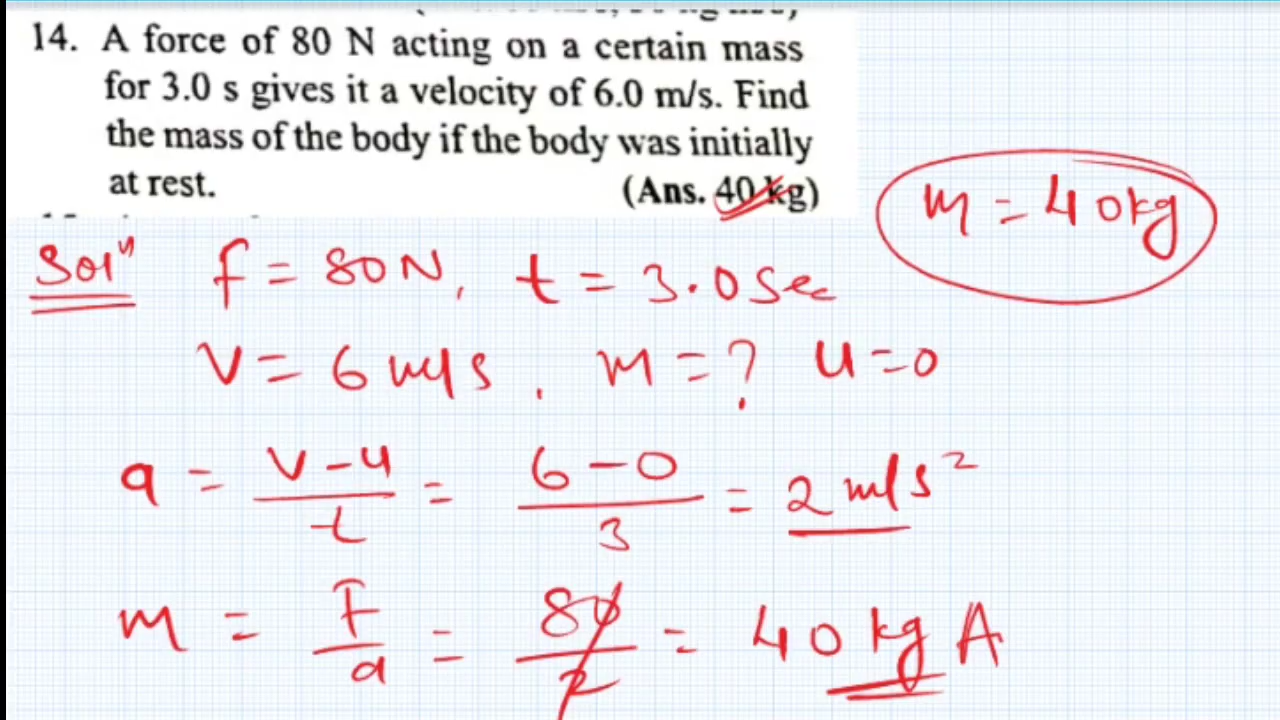 14. A force of 80 N acting on a certain mass
for 3.0 s gives it a velocity of 6.0 m/s. Find
the mass of the body if the body was initially
at rest. (Ans. 40 kg)
m = 40kg
Solⁿ f = 80N, t = 3.0 Sec
V = 6 m/s, m = ? u = 0
a = v-u/t = 6-0/3 = 2 m/s²
m = F/a = 80/2 = 40 kg A